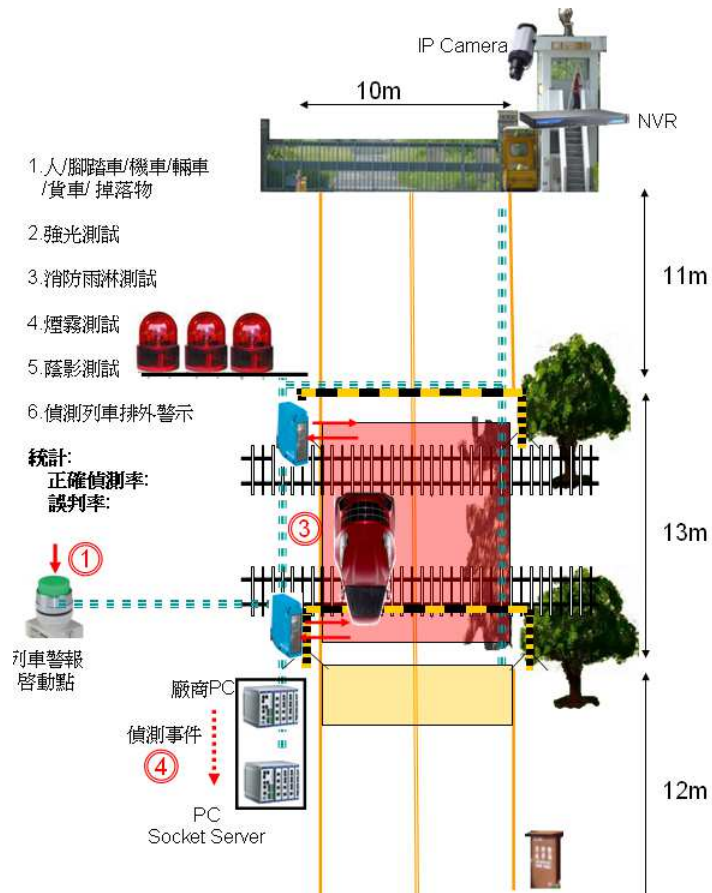 IP Camera
10m
NVR
1.人/腳踏車/機車/輛車
/貨車/ 掉落物
2.強光測試
3.消防雨淋測試
4.煙霧測試
5.蔭影測試
6.偵測列車排外警示
統計:
正確偵測率:
誤判率:
11m
13m
12m
①
③
列車警報
啓動點
廠商PC
偵測事件
④
PC
Socket Server